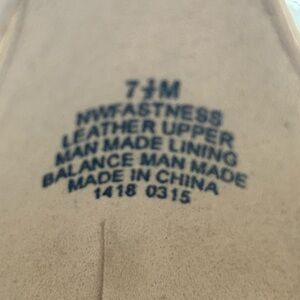 7½M
NWFASTNESS
LEATHER UPPER
MAN MADE LINING
BALANCE MAN MADE
MADE IN CHINA
1418 0315